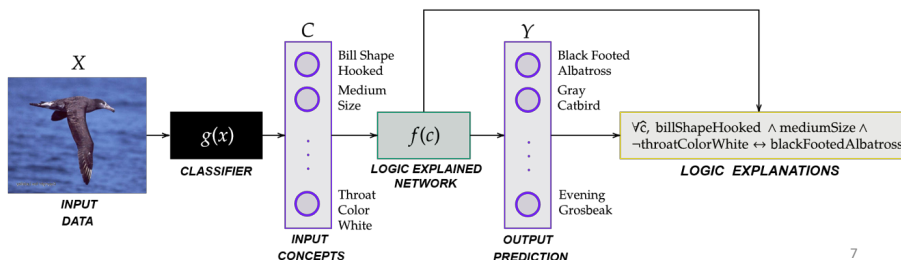 X
INPUT
DATA
g(x)
CLASSIFIER
C
Bill Shape
Hooked
Medium
Size
Throat
Color
White
INPUT
CONCEPTS
f(c)
LOGIC EXPLAINED
NETWORK
Y
Black Footed
Albatross
Gray
Catbird
Evening
Grosbeak
OUTPUT
PREDICTION
∀ĉ, billShapeHooked ∧ mediumSize ∧
¬throatColorWhite ↔ blackFootedAlbatross
LOGIC EXPLANATIONS
7